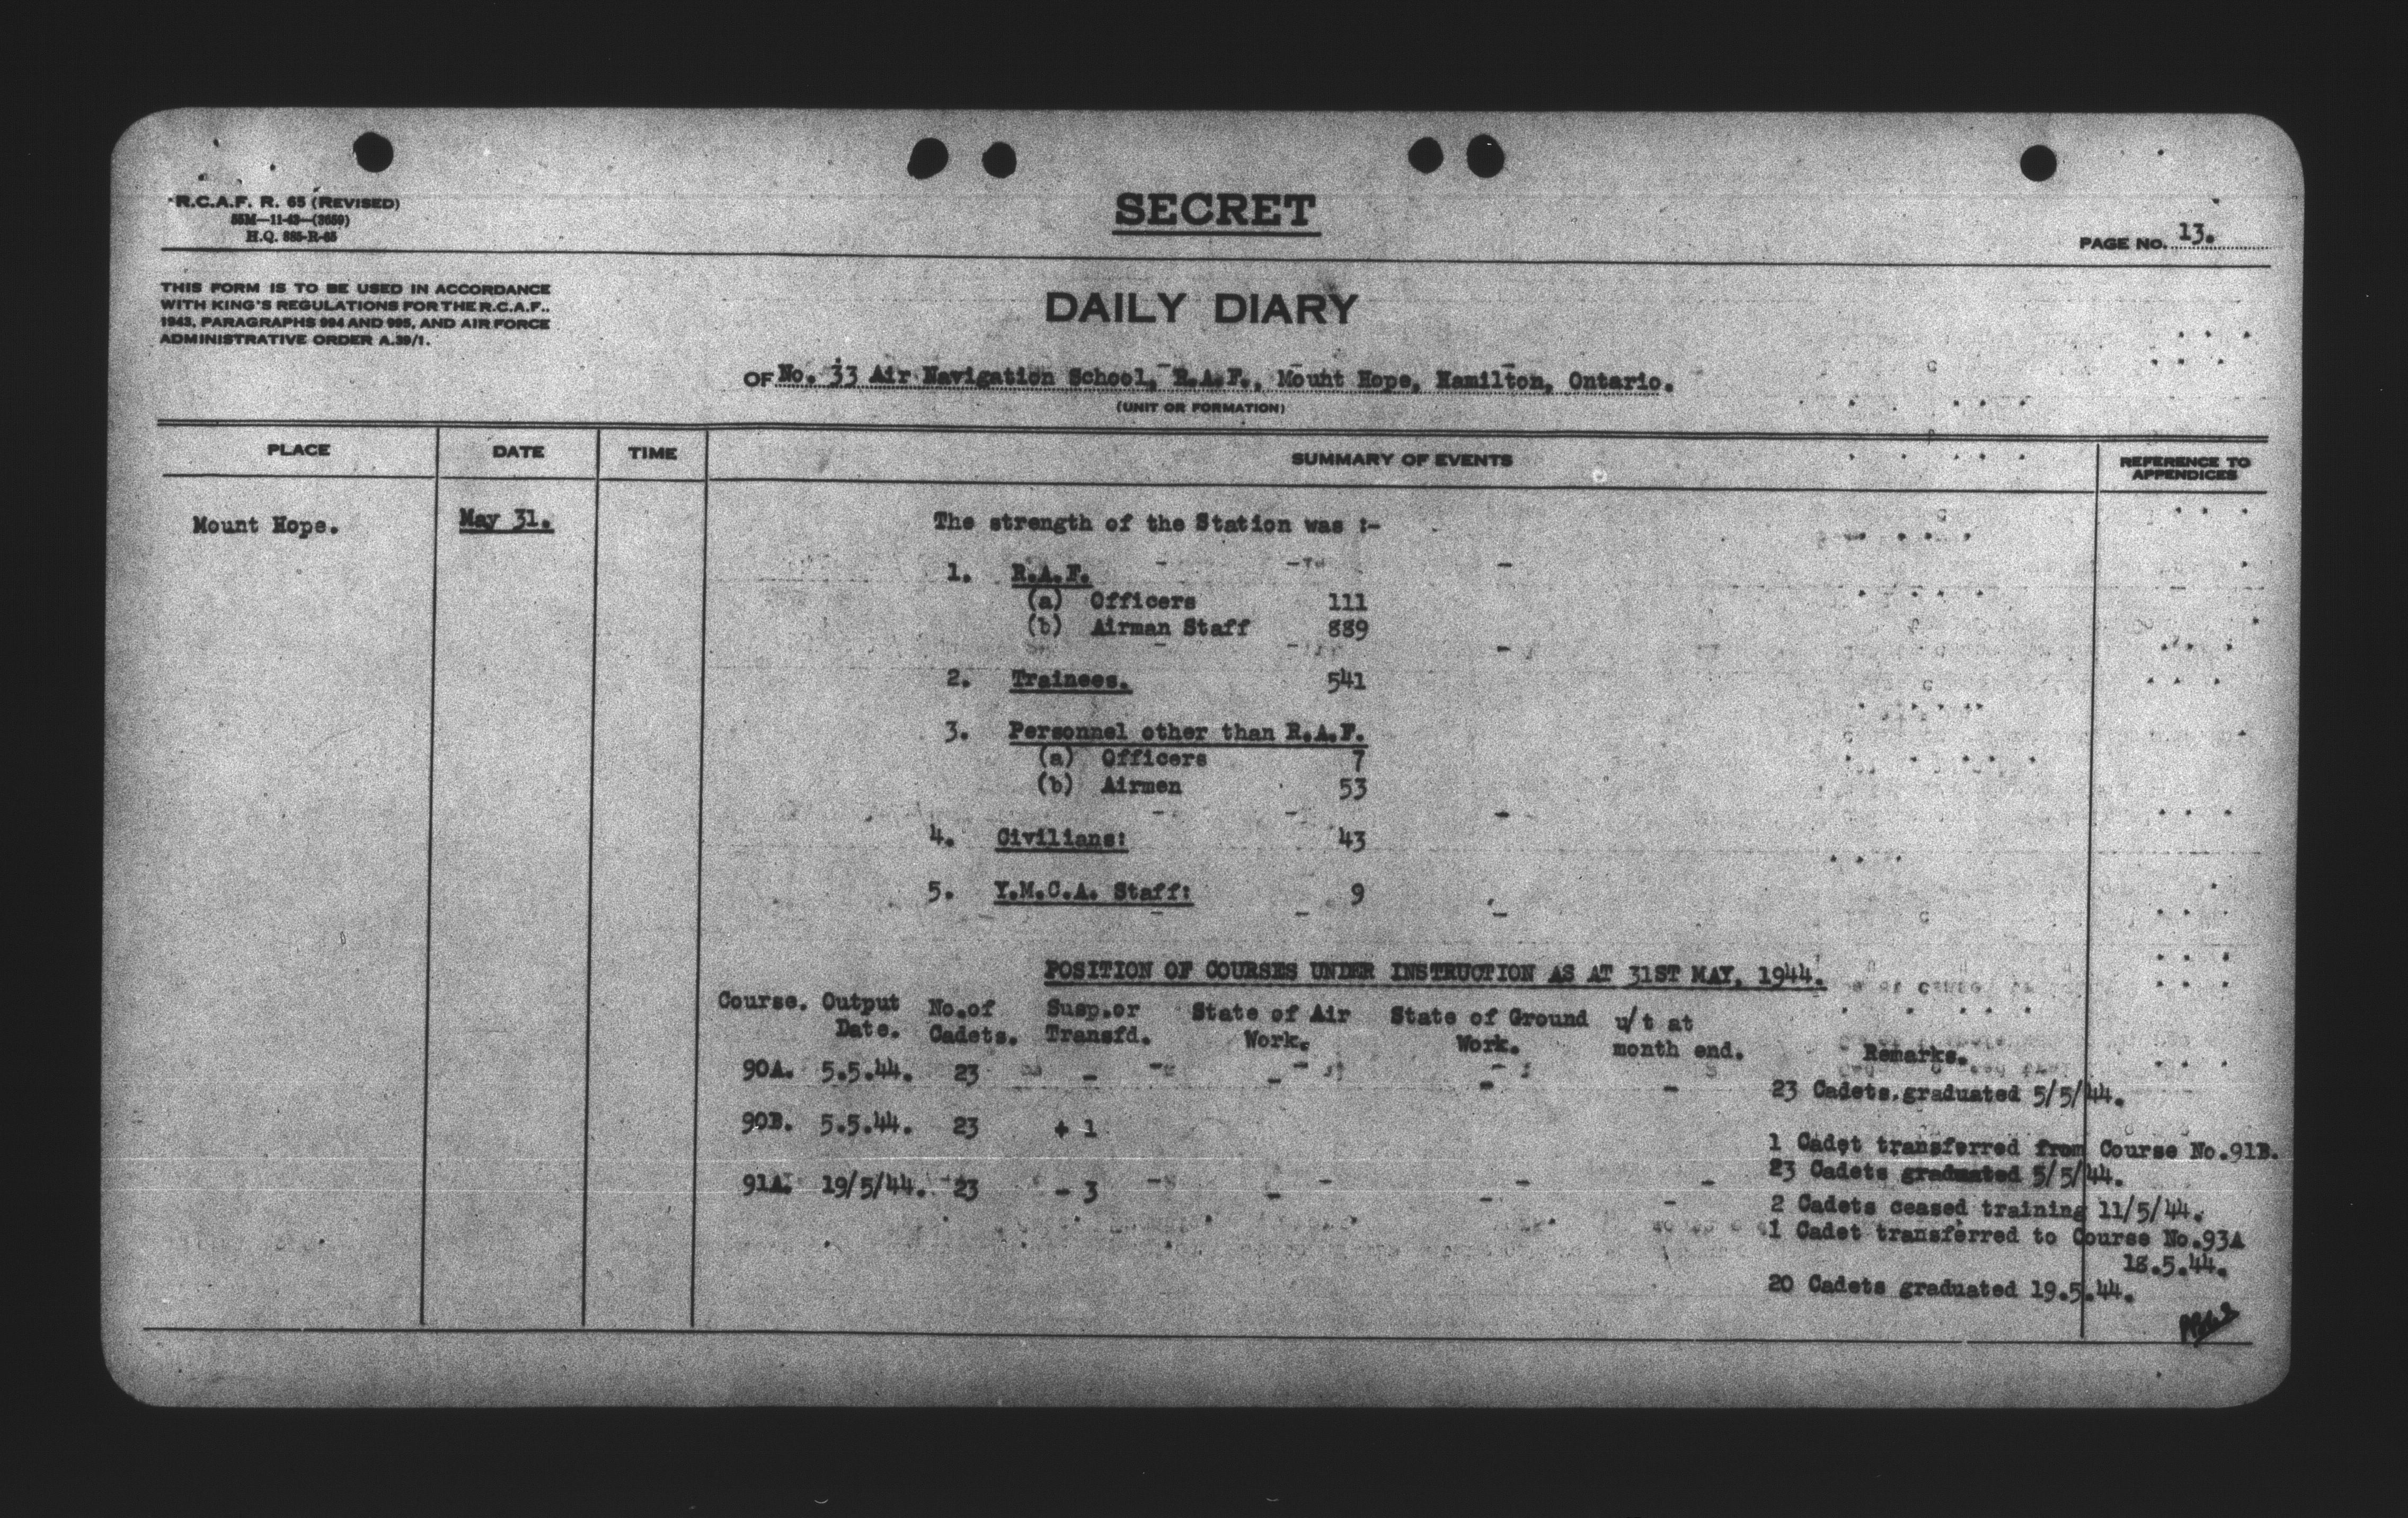 R.C.A.F. R. 65 (REVISED)
55M—11-43—(3659)
H.Q. 885-R-65
SECRET
PAGE No. 13.
THIS FORM IS TO BE USED IN ACCORDANCE
WITH KING'S REGULATIONS FOR THE R.C.A.F.,
1943, PARAGRAPHS 994 AND 995, AND AIR FORCE
ADMINISTRATIVE ORDER A.39/1.
DAILY DIARY
OF No. 33 Air Navigation School, R.A.F., Mount Hope, Hamilton, Ontario.
(UNIT OR FORMATION)
PLACE DATE TIME SUMMARY OF EVENTS REFERENCE TO APPENDICES
Mount Hope. May 31. The strength of the Station was :-
1. R.A.F.
(a) Officers 111
(b) Airman Staff 889
2. Trainees. 541
3. Personnel other than R.A.F.
(a) Officers 7
(b) Airmen 53
4. Civilians: 43
5. Y.M.C.A. Staff: 9
POSITION OF COURSES UNDER INSTRUCTION AS AT 31ST MAY, 1944.
Course. Output No.of Susp.or State of Air State of Ground u/t at
Date. Cadets. Transfd. Work. Work. month end. Remarks.
90A. 5.5.44. 23 - - - - 23 Cadets graduated 5/5/44.
90B. 5.5.44. 23 + 1 1 Cadet transferred from Course No.91B.
23 Cadets graduated 5/5/44.
91A. 19/5/44. 23 - 3 - - - 2 Cadets ceased training 11/5/44.
1 Cadet transferred to Course No.93A
18.5.44.
20 Cadets graduated 19.5.44.